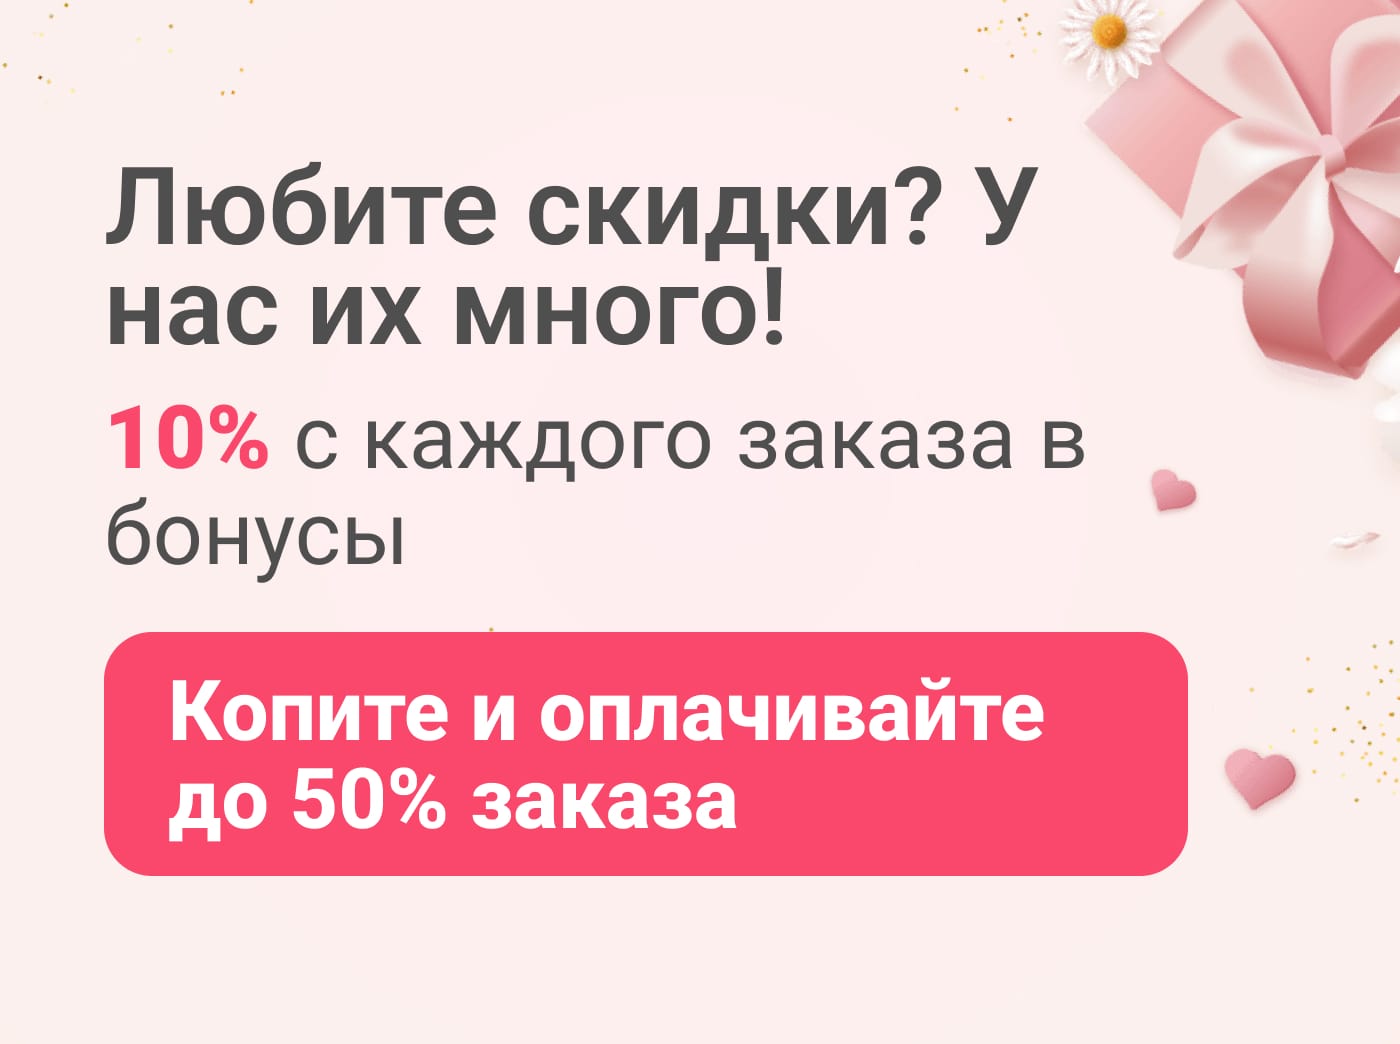 Любите скидки? У
нас их много!
10% с каждого заказа в
бонусы
Копите и оплачивайте
до 50% заказа